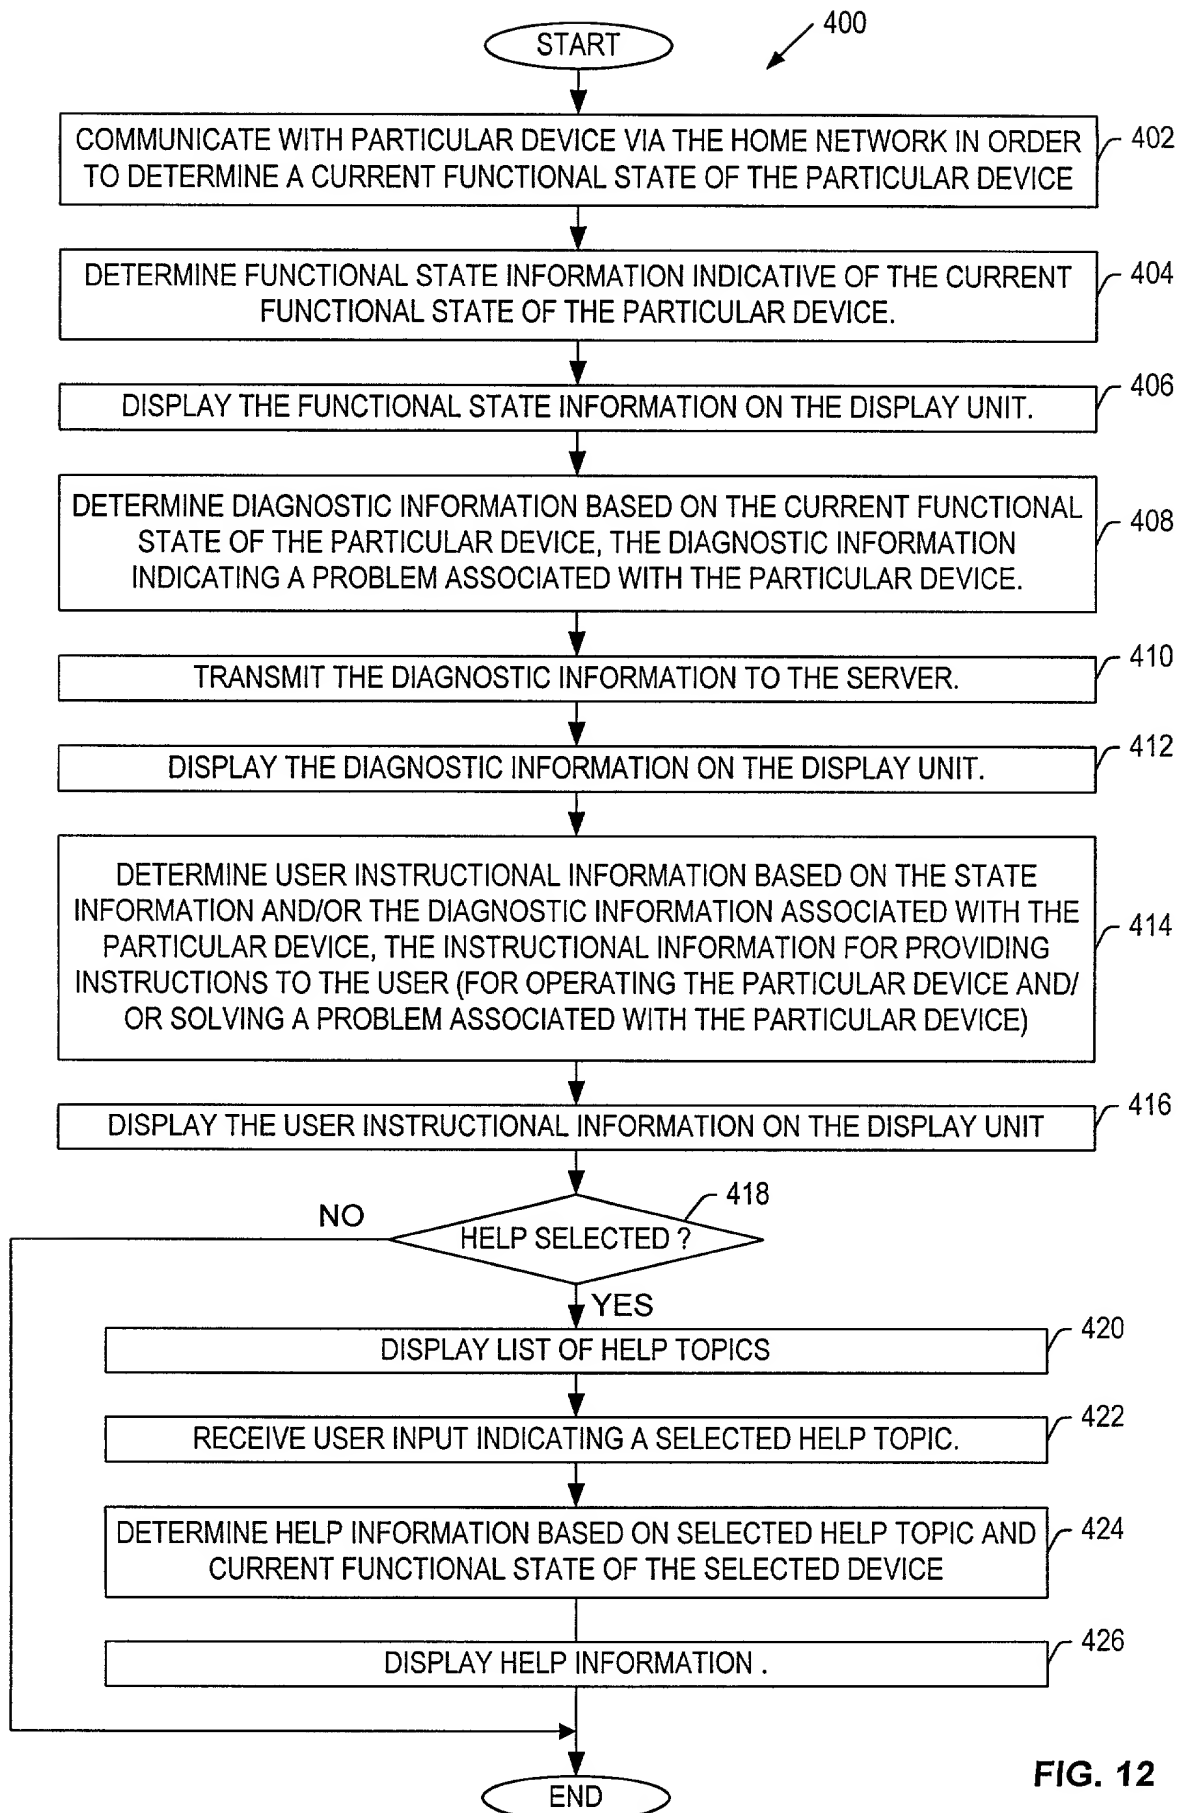 START
400
COMMUNICATE WITH PARTICULAR DEVICE VIA THE HOME NETWORK IN ORDER
TO DETERMINE A CURRENT FUNCTIONAL STATE OF THE PARTICULAR DEVICE
402
DETERMINE FUNCTIONAL STATE INFORMATION INDICATIVE OF THE CURRENT
FUNCTIONAL STATE OF THE PARTICULAR DEVICE.
404
DISPLAY THE FUNCTIONAL STATE INFORMATION ON THE DISPLAY UNIT.
406
DETERMINE DIAGNOSTIC INFORMATION BASED ON THE CURRENT FUNCTIONAL
STATE OF THE PARTICULAR DEVICE, THE DIAGNOSTIC INFORMATION
INDICATING A PROBLEM ASSOCIATED WITH THE PARTICULAR DEVICE.
408
TRANSMIT THE DIAGNOSTIC INFORMATION TO THE SERVER.
410
DISPLAY THE DIAGNOSTIC INFORMATION ON THE DISPLAY UNIT.
412
DETERMINE USER INSTRUCTIONAL INFORMATION BASED ON THE STATE
INFORMATION AND/OR THE DIAGNOSTIC INFORMATION ASSOCIATED WITH THE
PARTICULAR DEVICE, THE INSTRUCTIONAL INFORMATION FOR PROVIDING
INSTRUCTIONS TO THE USER (FOR OPERATING THE PARTICULAR DEVICE AND/
OR SOLVING A PROBLEM ASSOCIATED WITH THE PARTICULAR DEVICE)
414
DISPLAY THE USER INSTRUCTIONAL INFORMATION ON THE DISPLAY UNIT
416
HELP SELECTED ?
418
NO
YES
DISPLAY LIST OF HELP TOPICS
420
RECEIVE USER INPUT INDICATING A SELECTED HELP TOPIC.
422
DETERMINE HELP INFORMATION BASED ON SELECTED HELP TOPIC AND
CURRENT FUNCTIONAL STATE OF THE SELECTED DEVICE
424
DISPLAY HELP INFORMATION .
426
END
FIG. 12